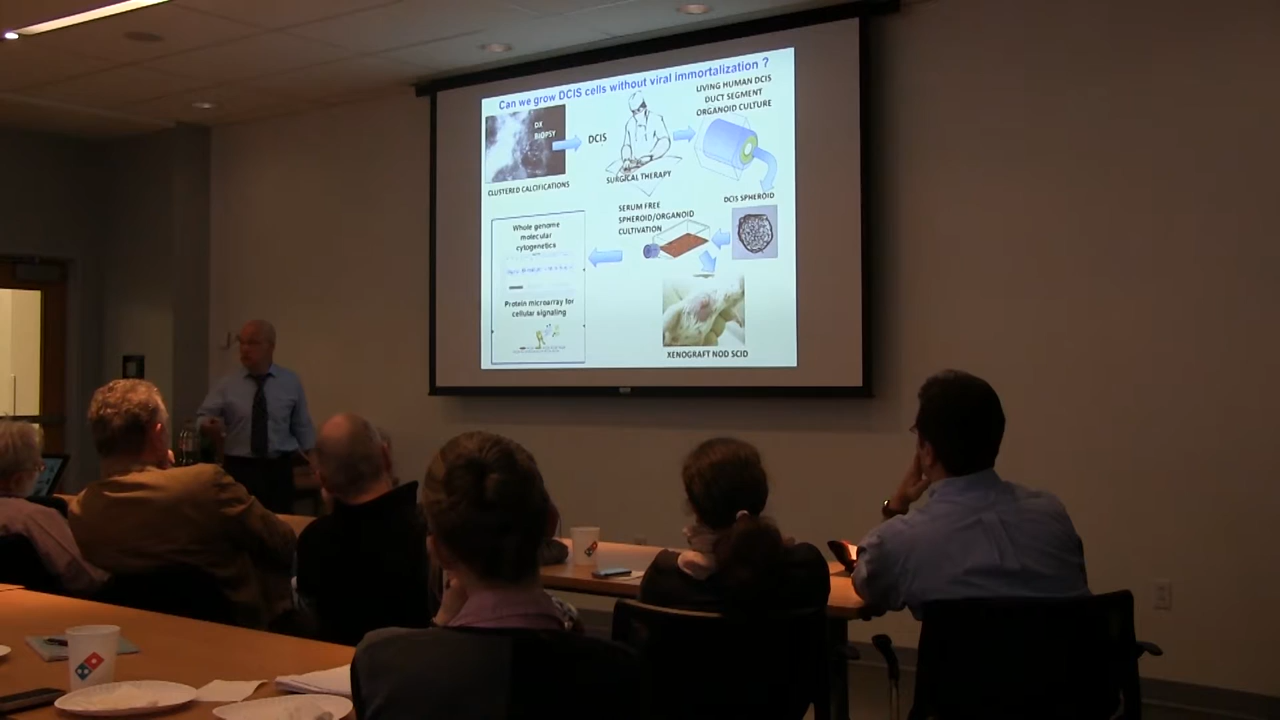 Can we grow DCIS cells without viral immortalization ?
DX
BIOPSY
CLUSTERED CALCIFICATIONS
DCIS
SURGICAL THERAPY
LIVING HUMAN DCIS
DUCT SEGMENT
ORGANOID CULTURE
DCIS SPHEROID
SERUM FREE
SPHEROID/ORGANOID
CULTIVATION
XENOGRAFT NOD SCID
Whole genome
molecular
cytogenetics
Protein microarray for
cellular signaling